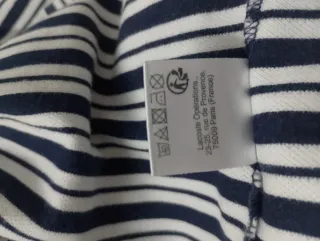 Lacoste Operations...
23-25, rue de Provence.
75009 Paris (France)